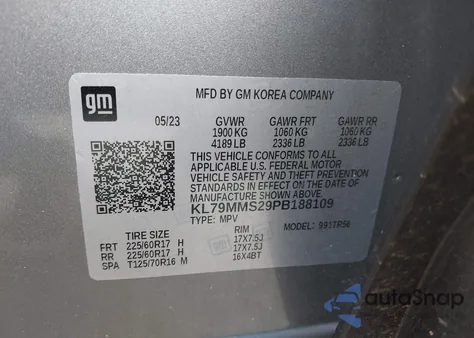 gm
MFD BY GM KOREA COMPANY
05/23 GVWR GAWR FRT GAWR RR
1900 KG 1060 KG 1060 KG
4189 LB 2336 LB 2336 LB
THIS VEHICLE CONFORMS TO ALL
APPLICABLE U.S. FEDERAL MOTOR
VEHICLE SAFETY AND THEFT PREVENTION
STANDARDS IN EFFECT ON THE DATE OF
MANUFACTURE SHOWN ABOVE.
KL79MMS29PB188109
TYPE: MPV MODEL: 991TR56
TIRE SIZE RIM
FRT 225/60R17 H 17X7.5J
RR 225/60R17 H 17X7.5J
SPA T125/70R16 M 16X4BT
autoSnap